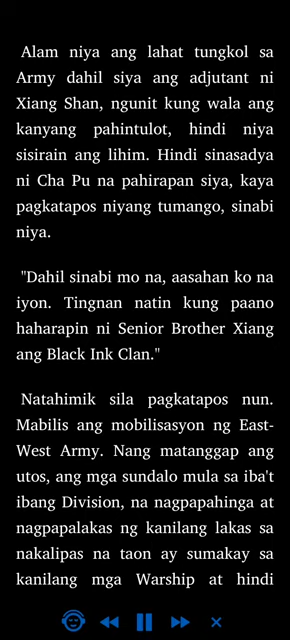 Alam niya ang lahat tungkol sa
Army dahil siya ang adjutant ni
Xiang Shan, ngunit kung wala ang
kanyang pahintulot, hindi niya
sisirain ang lihim. Hindi sinasadya
ni Cha Pu na pahirapan siya, kaya
pagkatapos niyang tumango, sinabi
niya.
"Dahil sinabi mo na, aasahan ko na
iyon. Tingnan natin kung paano
haharapin ni Senior Brother Xiang
ang Black Ink Clan."
Natahimik sila pagkatapos nun.
Mabilis ang mobilisasyon ng East-
West Army. Nang matanggap ang
utos, ang mga sundalo mula sa iba't
ibang Division, na nagpapahinga at
nagpapalakas ng kanilang lakas sa
nakalipas na taon ay sumakay sa
kanilang mga Warship at hindi